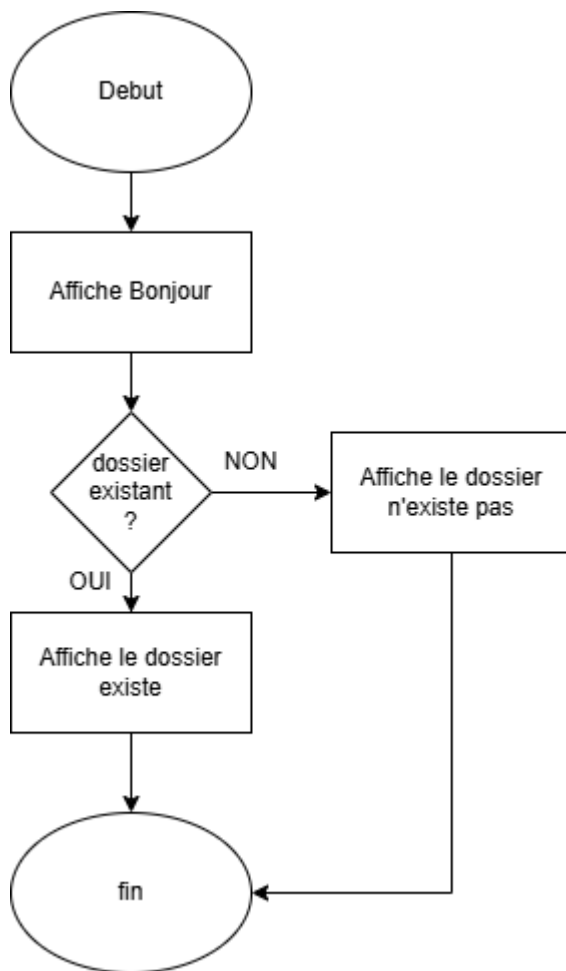 Debut
Affiche Bonjour
dossier
existant
?
NON
Affiche le dossier
n'existe pas
OUI
Affiche le dossier
existe
fin